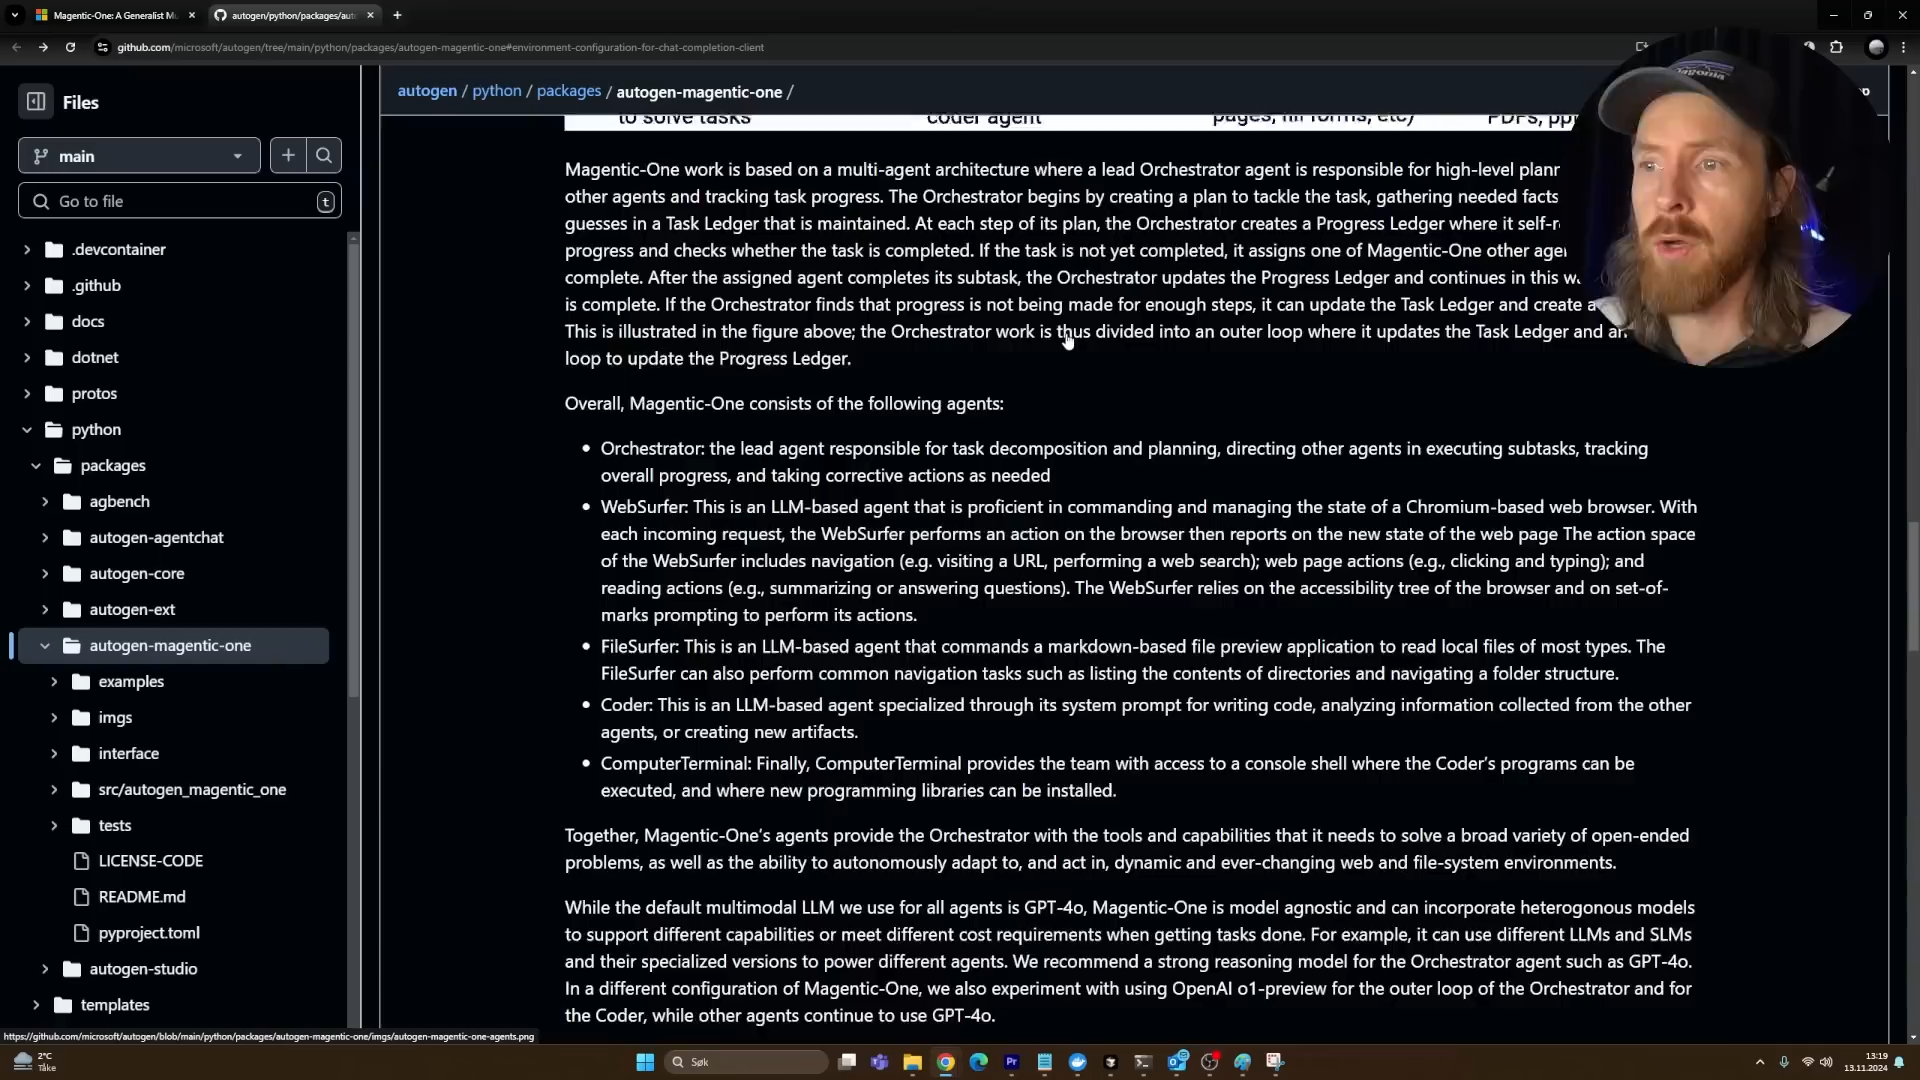 Magentic-One: A Generalist Mu
autogen/python/packages/aut
github.com/microsoft/autogen/tree/main/python/packages/autogen-magentic-one#environment-configuration-for-chat-completion-client
Files
main
Go to file
t
.devcontainer
.github
docs
dotnet
protos
python
packages
agbench
autogen-agentchat
autogen-core
autogen-ext
autogen-magentic-one
examples
imgs
interface
src/autogen_magentic_one
tests
LICENSE-CODE
README.md
pyproject.toml
autogen-studio
templates
autogen / python / packages / autogen-magentic-one /
to solve tasks coder agent pages, fill forms, etc) PDFs, pp
Magentic-One work is based on a multi-agent architecture where a lead Orchestrator agent is responsible for high-level plann
other agents and tracking task progress. The Orchestrator begins by creating a plan to tackle the task, gathering needed facts
guesses in a Task Ledger that is maintained. At each step of its plan, the Orchestrator creates a Progress Ledger where it self-r
progress and checks whether the task is completed. If the task is not yet completed, it assigns one of Magentic-One other age
complete. After the assigned agent completes its subtask, the Orchestrator updates the Progress Ledger and continues in this w
is complete. If the Orchestrator finds that progress is not being made for enough steps, it can update the Task Ledger and create a
This is illustrated in the figure above; the Orchestrator work is thus divided into an outer loop where it updates the Task Ledger and an
loop to update the Progress Ledger.
Overall, Magentic-One consists of the following agents:
• Orchestrator: the lead agent responsible for task decomposition and planning, directing other agents in executing subtasks, tracking
overall progress, and taking corrective actions as needed
• WebSurfer: This is an LLM-based agent that is proficient in commanding and managing the state of a Chromium-based web browser. With
each incoming request, the WebSurfer performs an action on the browser then reports on the new state of the web page The action space
of the WebSurfer includes navigation (e.g. visiting a URL, performing a web search); web page actions (e.g., clicking and typing); and
reading actions (e.g., summarizing or answering questions). The WebSurfer relies on the accessibility tree of the browser and on set-of-
marks prompting to perform its actions.
• FileSurfer: This is an LLM-based agent that commands a markdown-based file preview application to read local files of most types. The
FileSurfer can also perform common navigation tasks such as listing the contents of directories and navigating a folder structure.
• Coder: This is an LLM-based agent specialized through its system prompt for writing code, analyzing information collected from the other
agents, or creating new artifacts.
• ComputerTerminal: Finally, ComputerTerminal provides the team with access to a console shell where the Coder's programs can be
executed, and where new programming libraries can be installed.
Together, Magentic-One's agents provide the Orchestrator with the tools and capabilities that it needs to solve a broad variety of open-ended
problems, as well as the ability to autonomously adapt to, and act in, dynamic and ever-changing web and file-system environments.
While the default multimodal LLM we use for all agents is GPT-4o, Magentic-One is model agnostic and can incorporate heterogonous models
to support different capabilities or meet different cost requirements when getting tasks done. For example, it can use different LLMs and SLMs
and their specialized versions to power different agents. We recommend a strong reasoning model for the Orchestrator agent such as GPT-4o.
In a different configuration of Magentic-One, we also experiment with using OpenAI o1-preview for the outer loop of the Orchestrator and for
the Coder, while other agents continue to use GPT-4o.
https://github.com/microsoft/autogen/blob/main/python/packages/autogen-magentic-one/imgs/autogen-magentic-one-agents.png
2°C
Tåke
Søk
Pr
13:19
13.11.2024